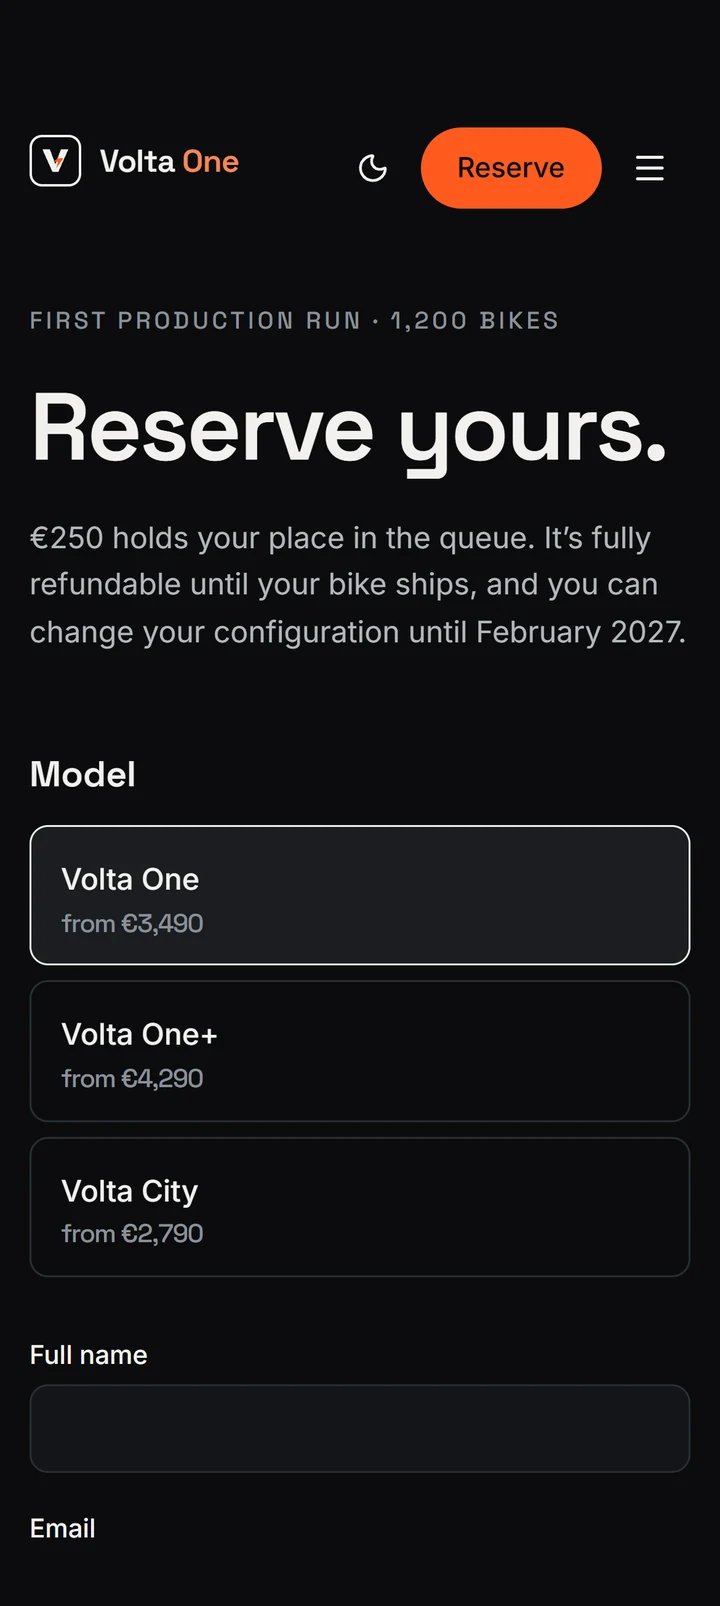 V
Volta One
Reserve
FIRST PRODUCTION RUN · 1,200 BIKES
Reserve yours.
€250 holds your place in the queue. It’s fully
refundable until your bike ships, and you can
change your configuration until February 2027.
Model
Volta One
from €3,490
Volta One+
from €4,290
Volta City
from €2,790
Full name
Email